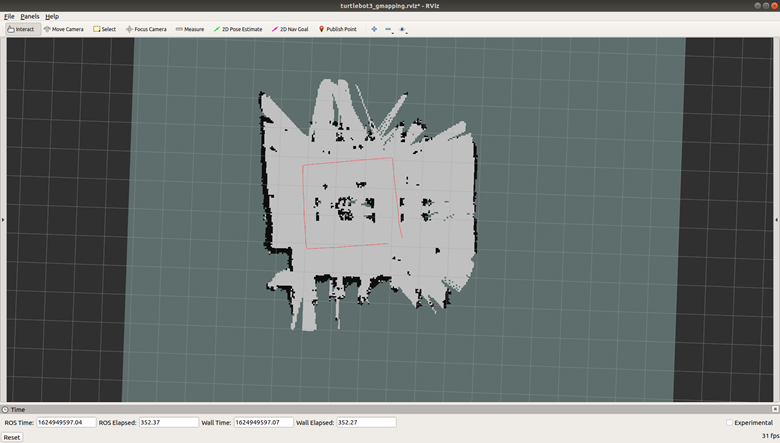 turtlebot3_gmapping.rviz* - RViz
File Panels Help
Interact Move Camera Select Focus Camera Measure 2D Pose Estimate 2D Nav Goal Publish Point
Time
ROS Time: 1624949597.04 ROS Elapsed: 352.37 Wall Time: 1624949597.07 Wall Elapsed: 352.27 Experimental
Reset 31 fps